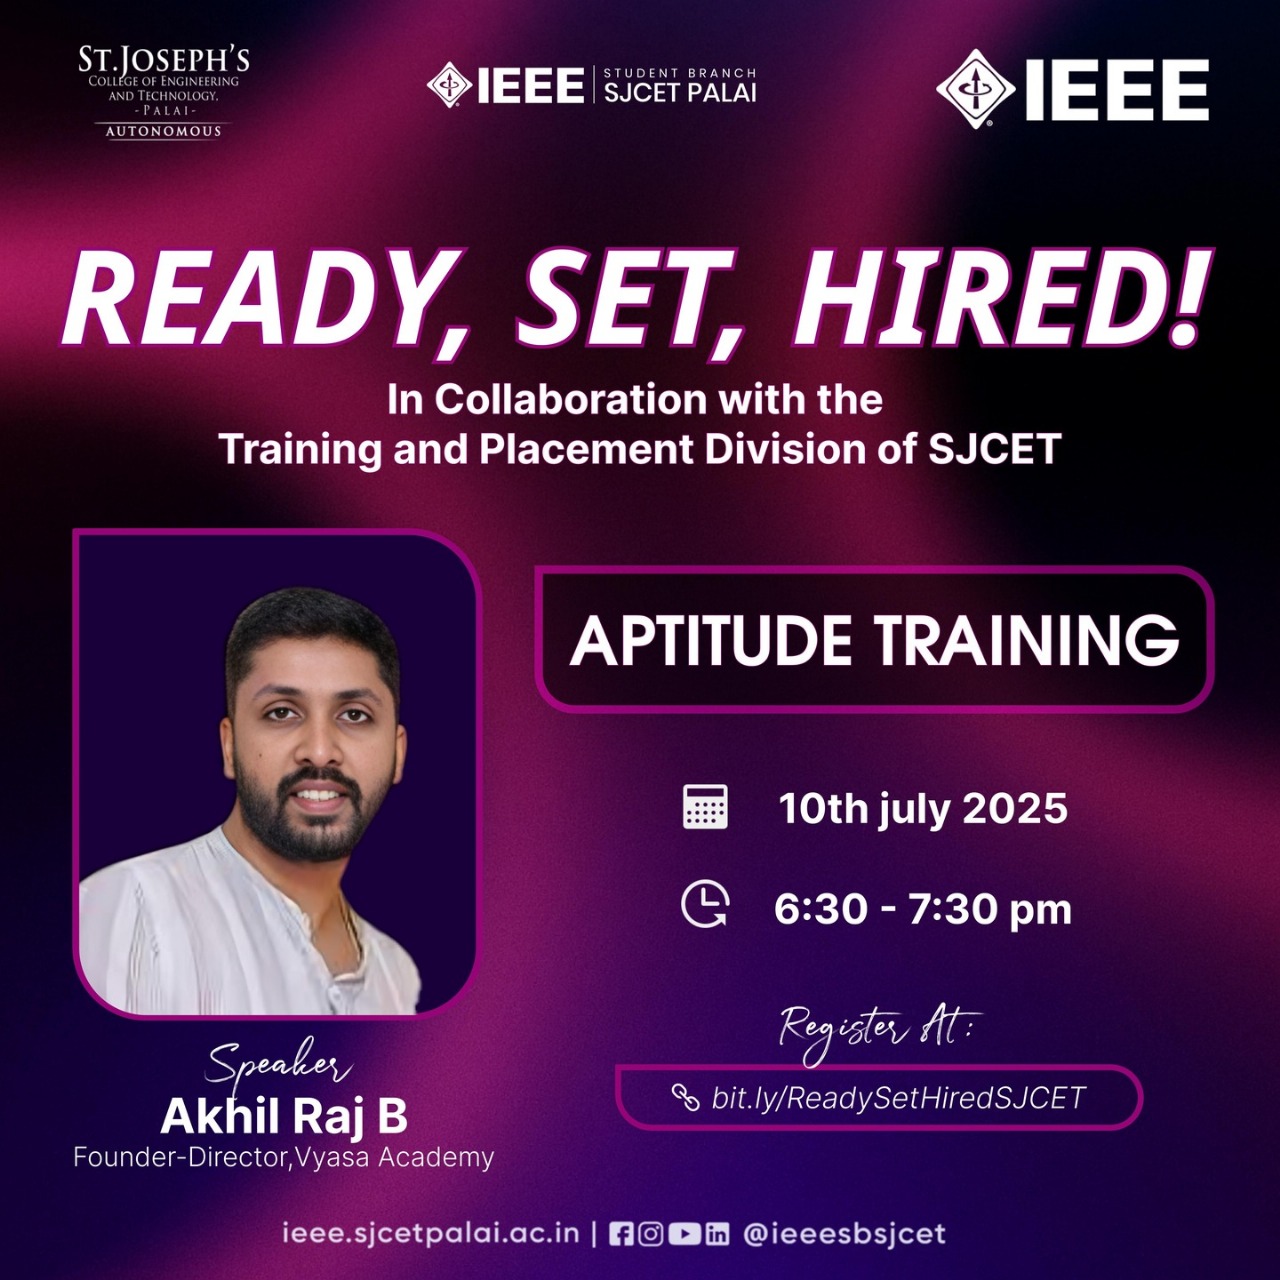 ST.JOSEPH'S
COLLEGE OF ENGINEERING
AND TECHNOLOGY,
- PALAI -
AUTONOMOUS
IEEE
STUDENT BRANCH
SJCET PALAI
IEEE
READY, SET, HIRED!
In Collaboration with the
Training and Placement Division of SJCET
APTITUDE TRAINING
10th july 2025
6:30 - 7:30 pm
Register At:
bit.ly/ReadySetHiredSJCET
Speaker
Akhil Raj B
Founder-Director,Vyasa Academy
ieee.sjcetpalai.ac.in | @ieeesbsjcet